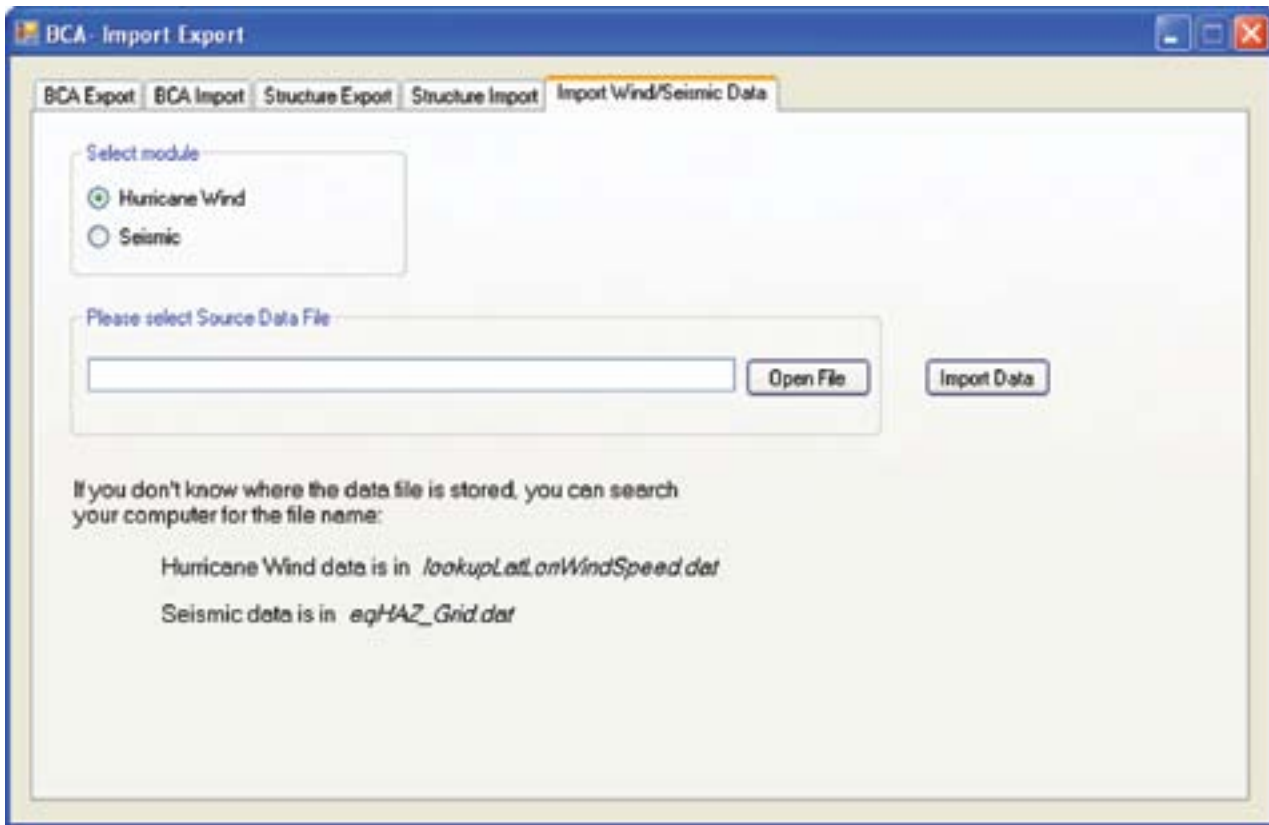 BCA- Import Export
BCA Export BCA Import Structure Export Structure Import Import Wind/Seismic Data
Select module
Hurricane Wind
Seismic
Please select Source Data File
Open File Import Data
If you don't know where the data file is stored, you can search
your computer for the file name:
Hurricane Wind data is in lookupLatLonWindSpeed.dat
Seismic data is in eqHAZ_Grid.dat